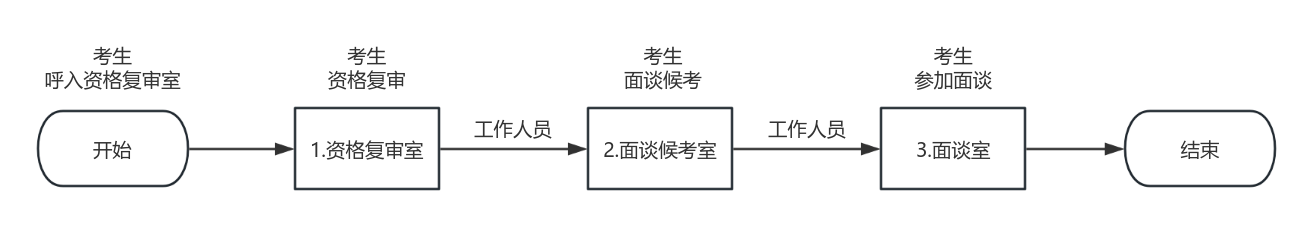 考生
呼入资格复审室
开始
考生
资格复审
1.资格复审室
工作人员
考生
面谈候考
2.面谈候考室
工作人员
考生
参加面谈
3.面谈室
结束